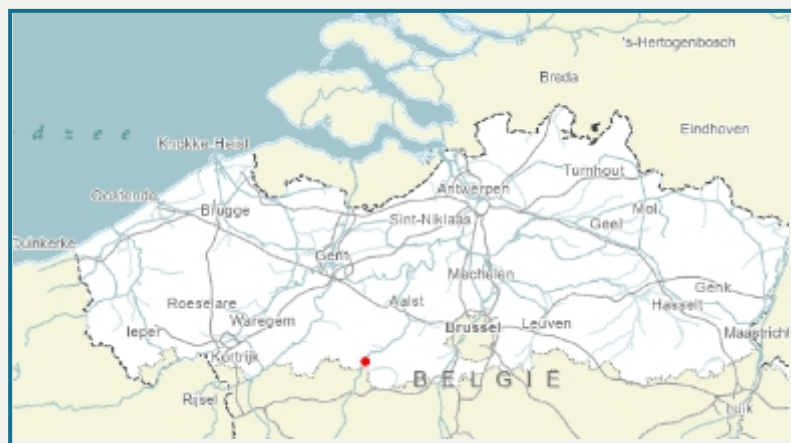 's-Hertogenbosch
Breda
d z e e
Eindhoven
Knokke-Heist
Turnhout
Oostende
Antwerpen
Brugge
Sint-Niklaas
Mol
Geel
Duinkerke
Gent
Mechelen
Genk
Roeselare
Aalst
Hasselt
Ieper
Waregem
Brussel
Leuven
Maastricht
Kortrijk
BELGIË
Rijsel
Luik